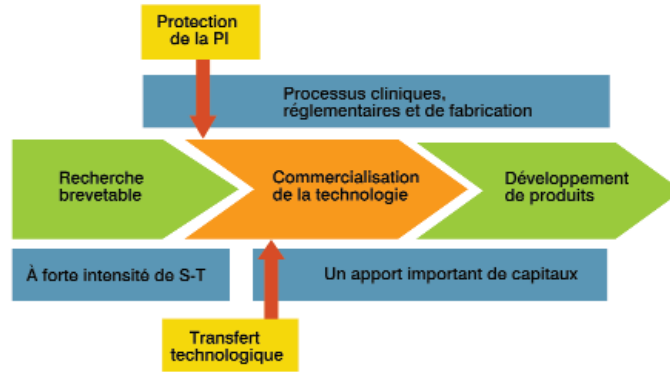 Protection
de la PI
Processus cliniques,
réglementaires et de fabrication
Recherche
brevetable
Commercialisation
de la technologie
Développement
de produits
À forte intensité de S-T
Un apport important de capitaux
Transfert
technologique